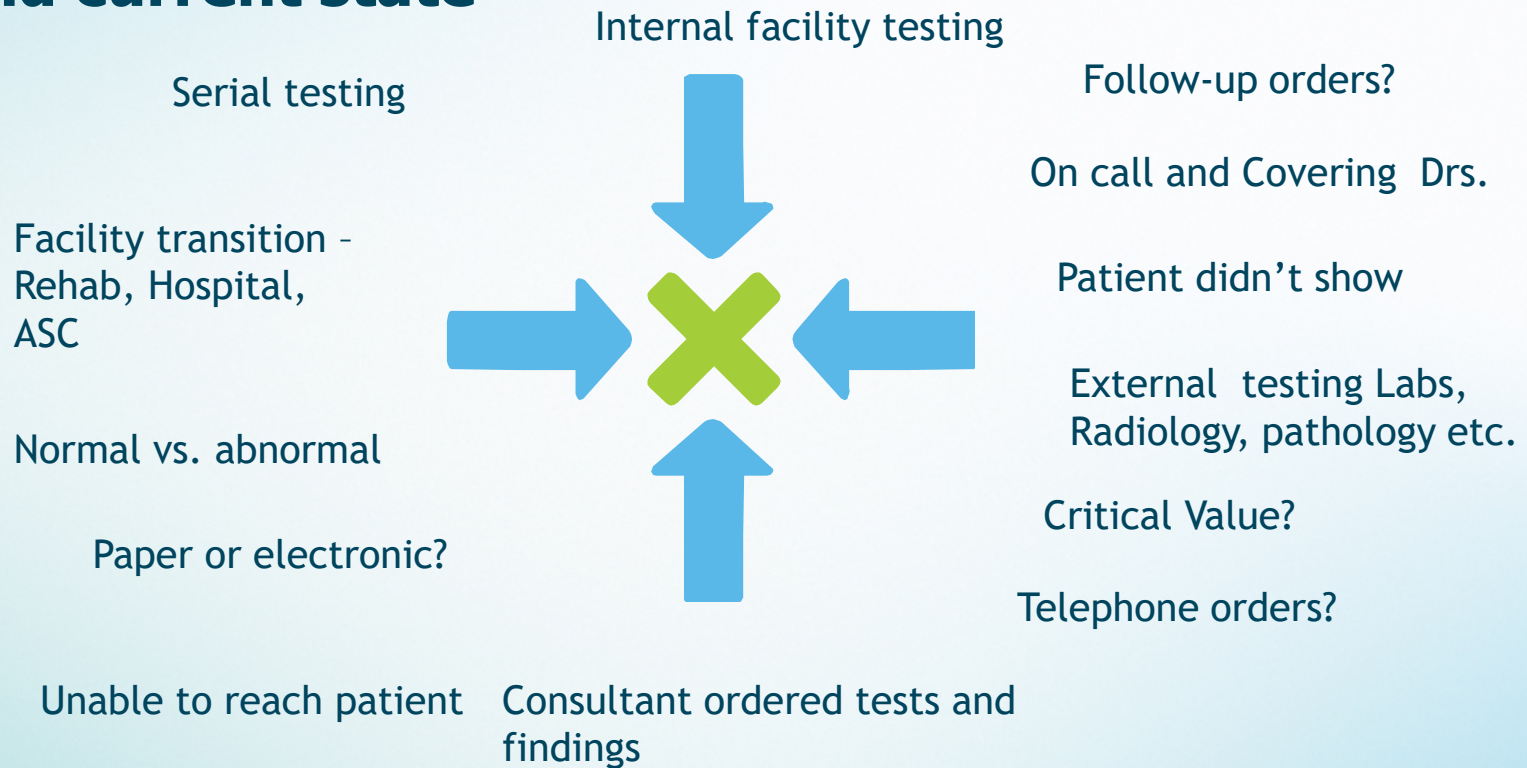 current state
Internal facility testing
Serial testing
Follow-up orders?
On call and Covering  Drs.
Facility transition –
Rehab, Hospital,
ASC
Patient didn’t show
External  testing Labs,
Radiology, pathology etc.
Normal vs. abnormal
Critical Value?
Paper or electronic?
Telephone orders?
Unable to reach patient
Consultant ordered tests and
findings